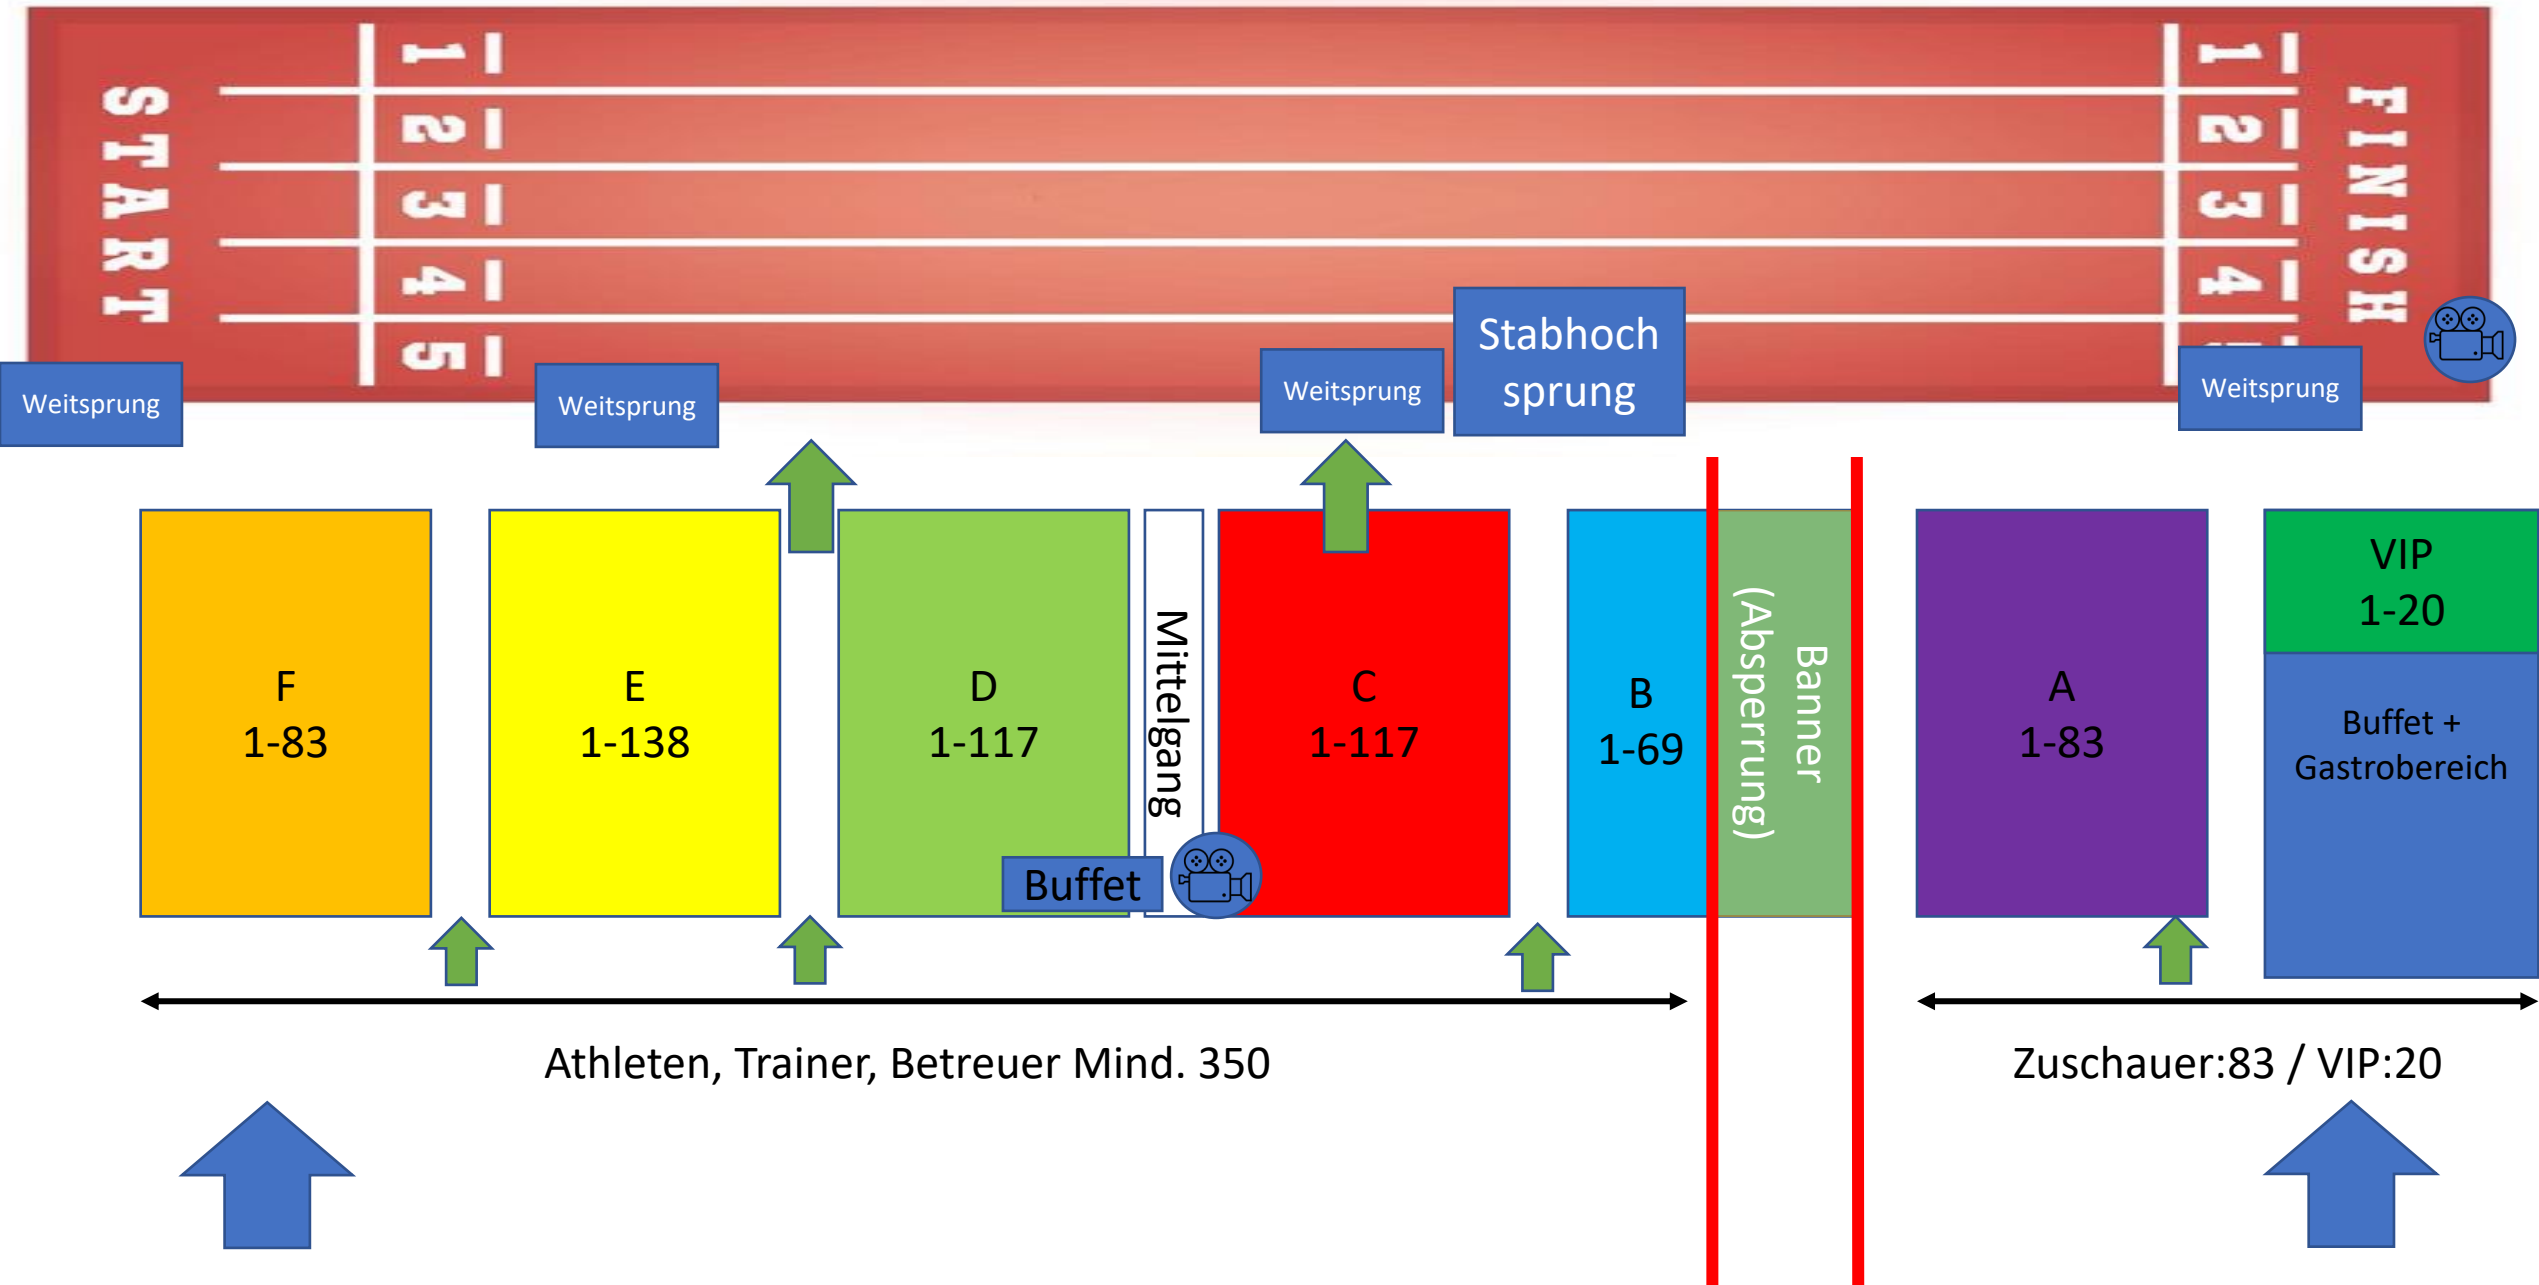 START
1
2
3
4
5
1
2
3
4
FINISH
Weitsprung
Weitsprung
Weitsprung
Stabhoch
sprung
Weitsprung
F
1-83
E
1-138
D
1-117
Mittelgang
C
1-117
B
1-69
Banner
(Absperrung)
A
1-83
VIP
1-20
Buffet +
Gastrobereich
Buffet
Athleten, Trainer, Betreuer Mind. 350
Zuschauer:83 / VIP:20